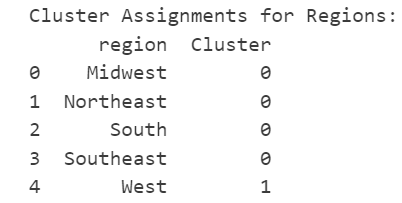 Cluster Assignments for Regions:
region Cluster
0 Midwest 0
1 Northeast 0
2 South 0
3 Southeast 0
4 West 1